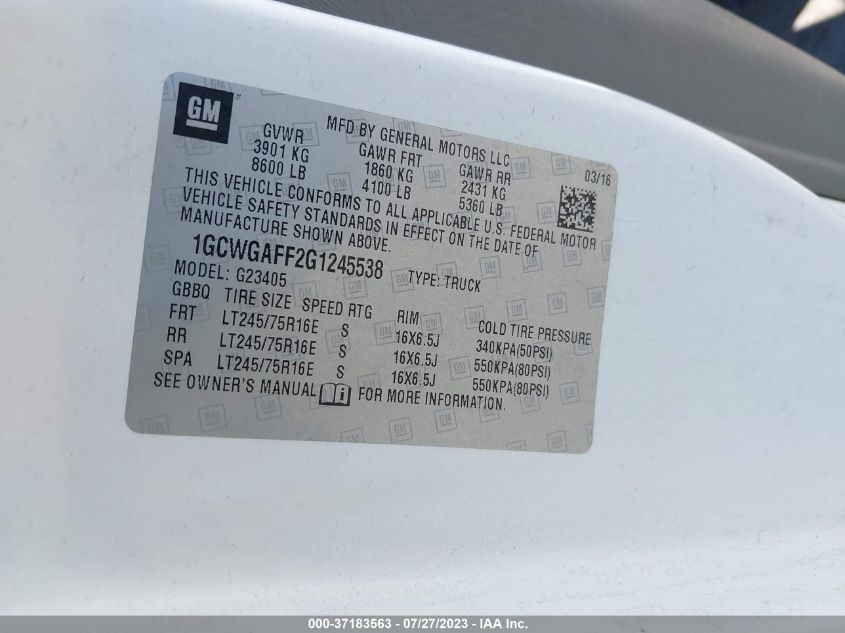 GM
MFD BY GENERAL MOTORS LLC
03/16
GVWR GAWR FRT GAWR RR
3901 KG 1860 KG 2431 KG
8600 LB 4100 LB 5360 LB
THIS VEHICLE CONFORMS TO ALL APPLICABLE U.S. FEDERAL MOTOR
VEHICLE SAFETY STANDARDS IN EFFECT ON THE DATE OF
MANUFACTURE SHOWN ABOVE.
1GCWGAFF2G1245538 TYPE: TRUCK
MODEL: G23405
GBBQ TIRE SIZE SPEED RTG RIM COLD TIRE PRESSURE
FRT LT245/75R16E S 16X6.5J 340KPA(50PSI)
RR LT245/75R16E S 16X6.5J 550KPA(80PSI)
SPA LT245/75R16E S 16X6.5J 550KPA(80PSI)
SEE OWNER'S MANUAL FOR MORE INFORMATION.
000-37183563 - 07/27/2023 - IAA Inc.